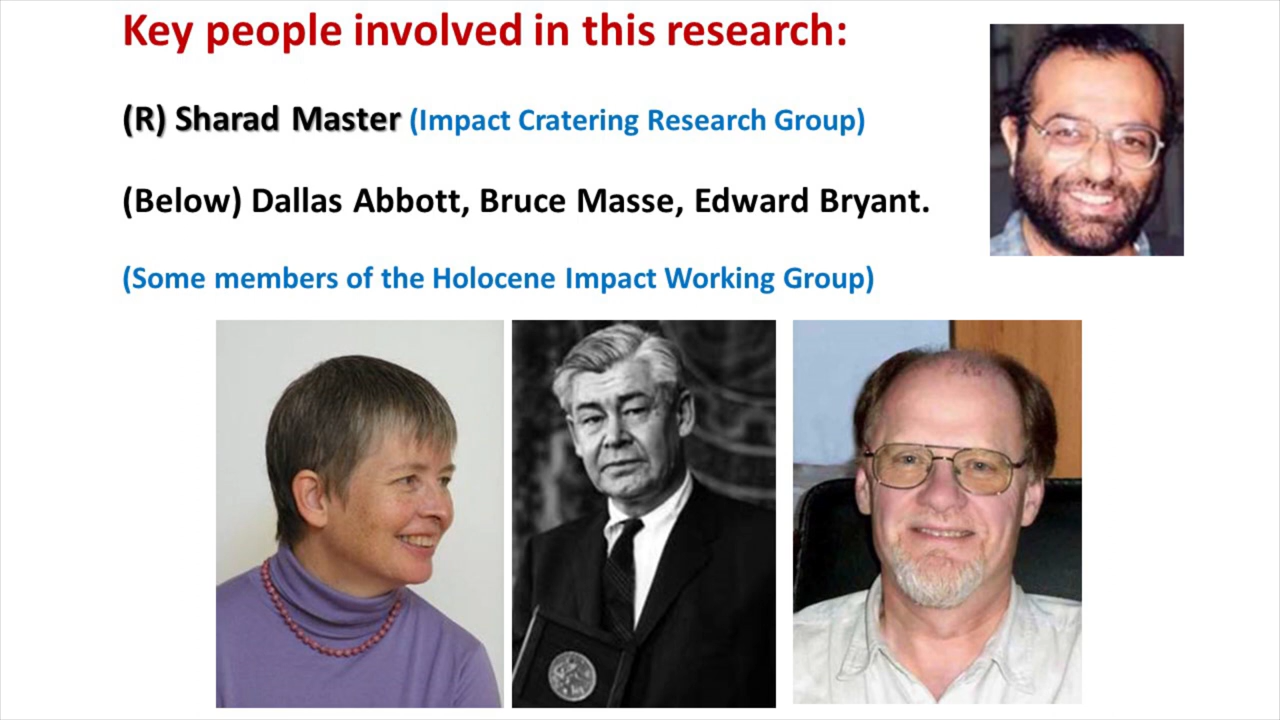 Key people involved in this research:
(R) Sharad Master (Impact Cratering Research Group)
(Below) Dallas Abbott, Bruce Masse, Edward Bryant.
(Some members of the Holocene Impact Working Group)